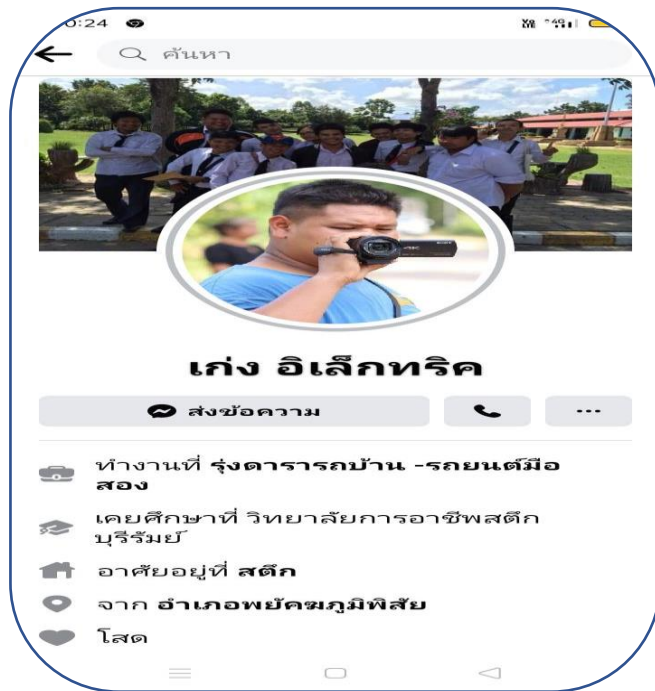 0:24
Vo LTE 4G
ค้นหา
SONY
เก่ง อิเล็กทริค
ส่งข้อความ
ทำงานที่ รุ่งดารารถบ้าน -รถยนต์มือ
สอง
เคยศึกษาที่ วิทยาลัยการอาชีพสตึก
บุรีรัมย์
อาศัยอยู่ที่ สตึก
จาก อำเภอพยัคฆภูมิพิสัย
โสด